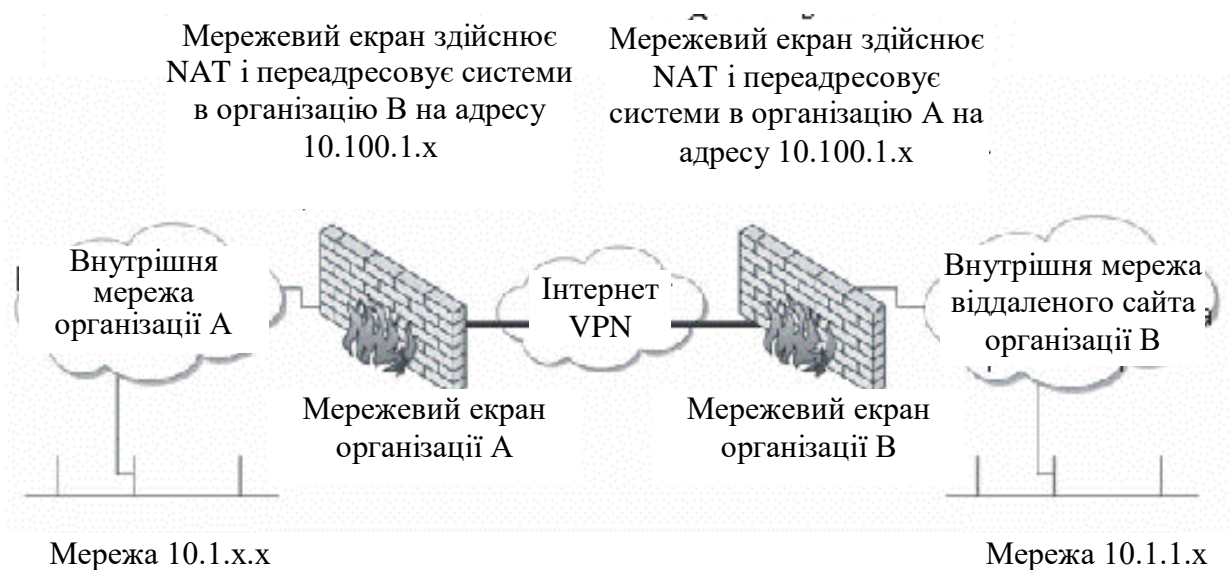 Мережевий екран здійснює
NAT і переадресовує системи
в організацію В на адресу
10.100.1.х
Мережевий екран здійснює
NAT і переадресовує
системи в організацію А на
адресу 10.100.1.х
Внутрішня
мережа
організації А
Інтернет
VPN
Внутрішня мережа
віддаленого сайта
організації В
Мережевий екран
організації А
Мережевий екран
організації В
Мережа 10.1.х.х
Мережа 10.1.1.х